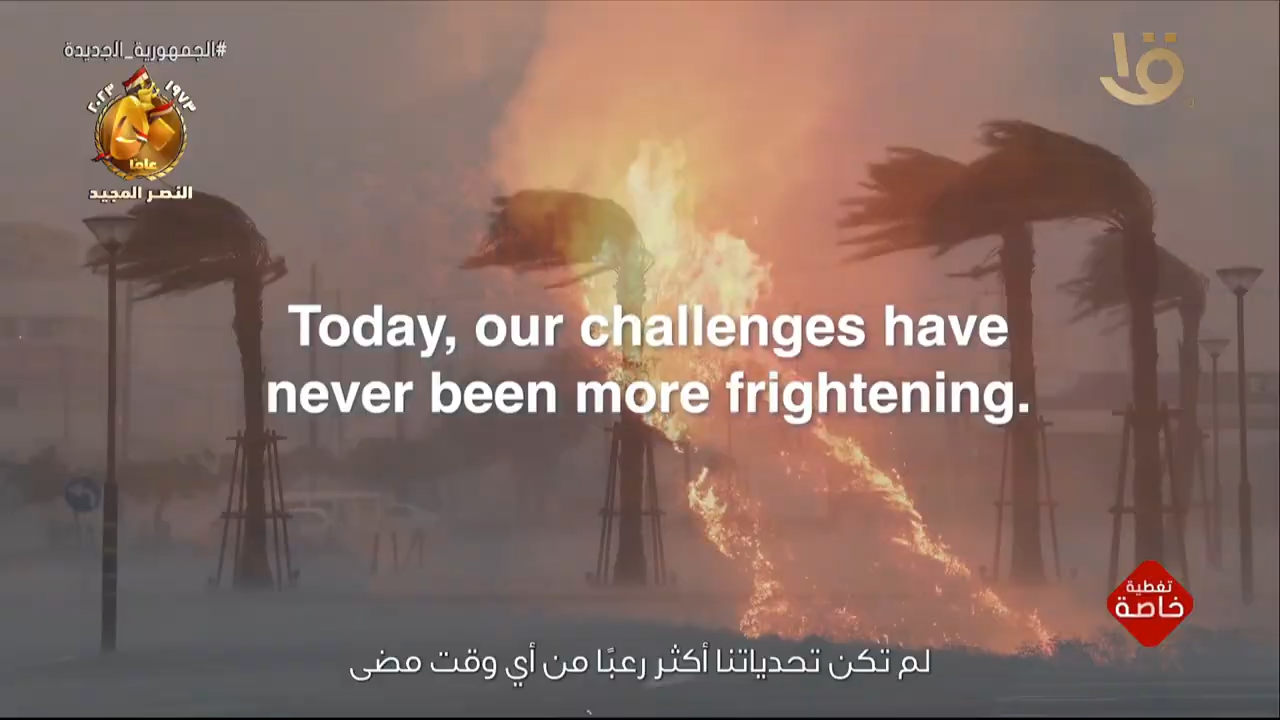 #الجمهورية_الجديدة
١٩٧٣
٢٠٢٣
٥٠
عاما
النصر المجيد
Today, our challenges have
never been more frightening.
تغطية
خاصة
لم تكن تحدياتنا أكثر رعبًا من أي وقت مضى